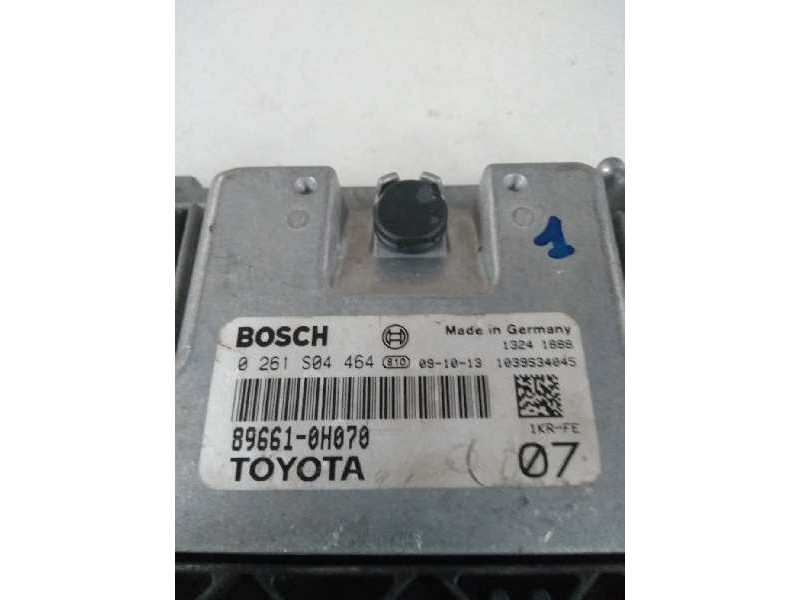 1
BOSCH Made in Germany
1324 1888
0 261 S04 464 810 09-10-13 1039S34045
89661-0H070 1KR-FE
TOYOTA 07